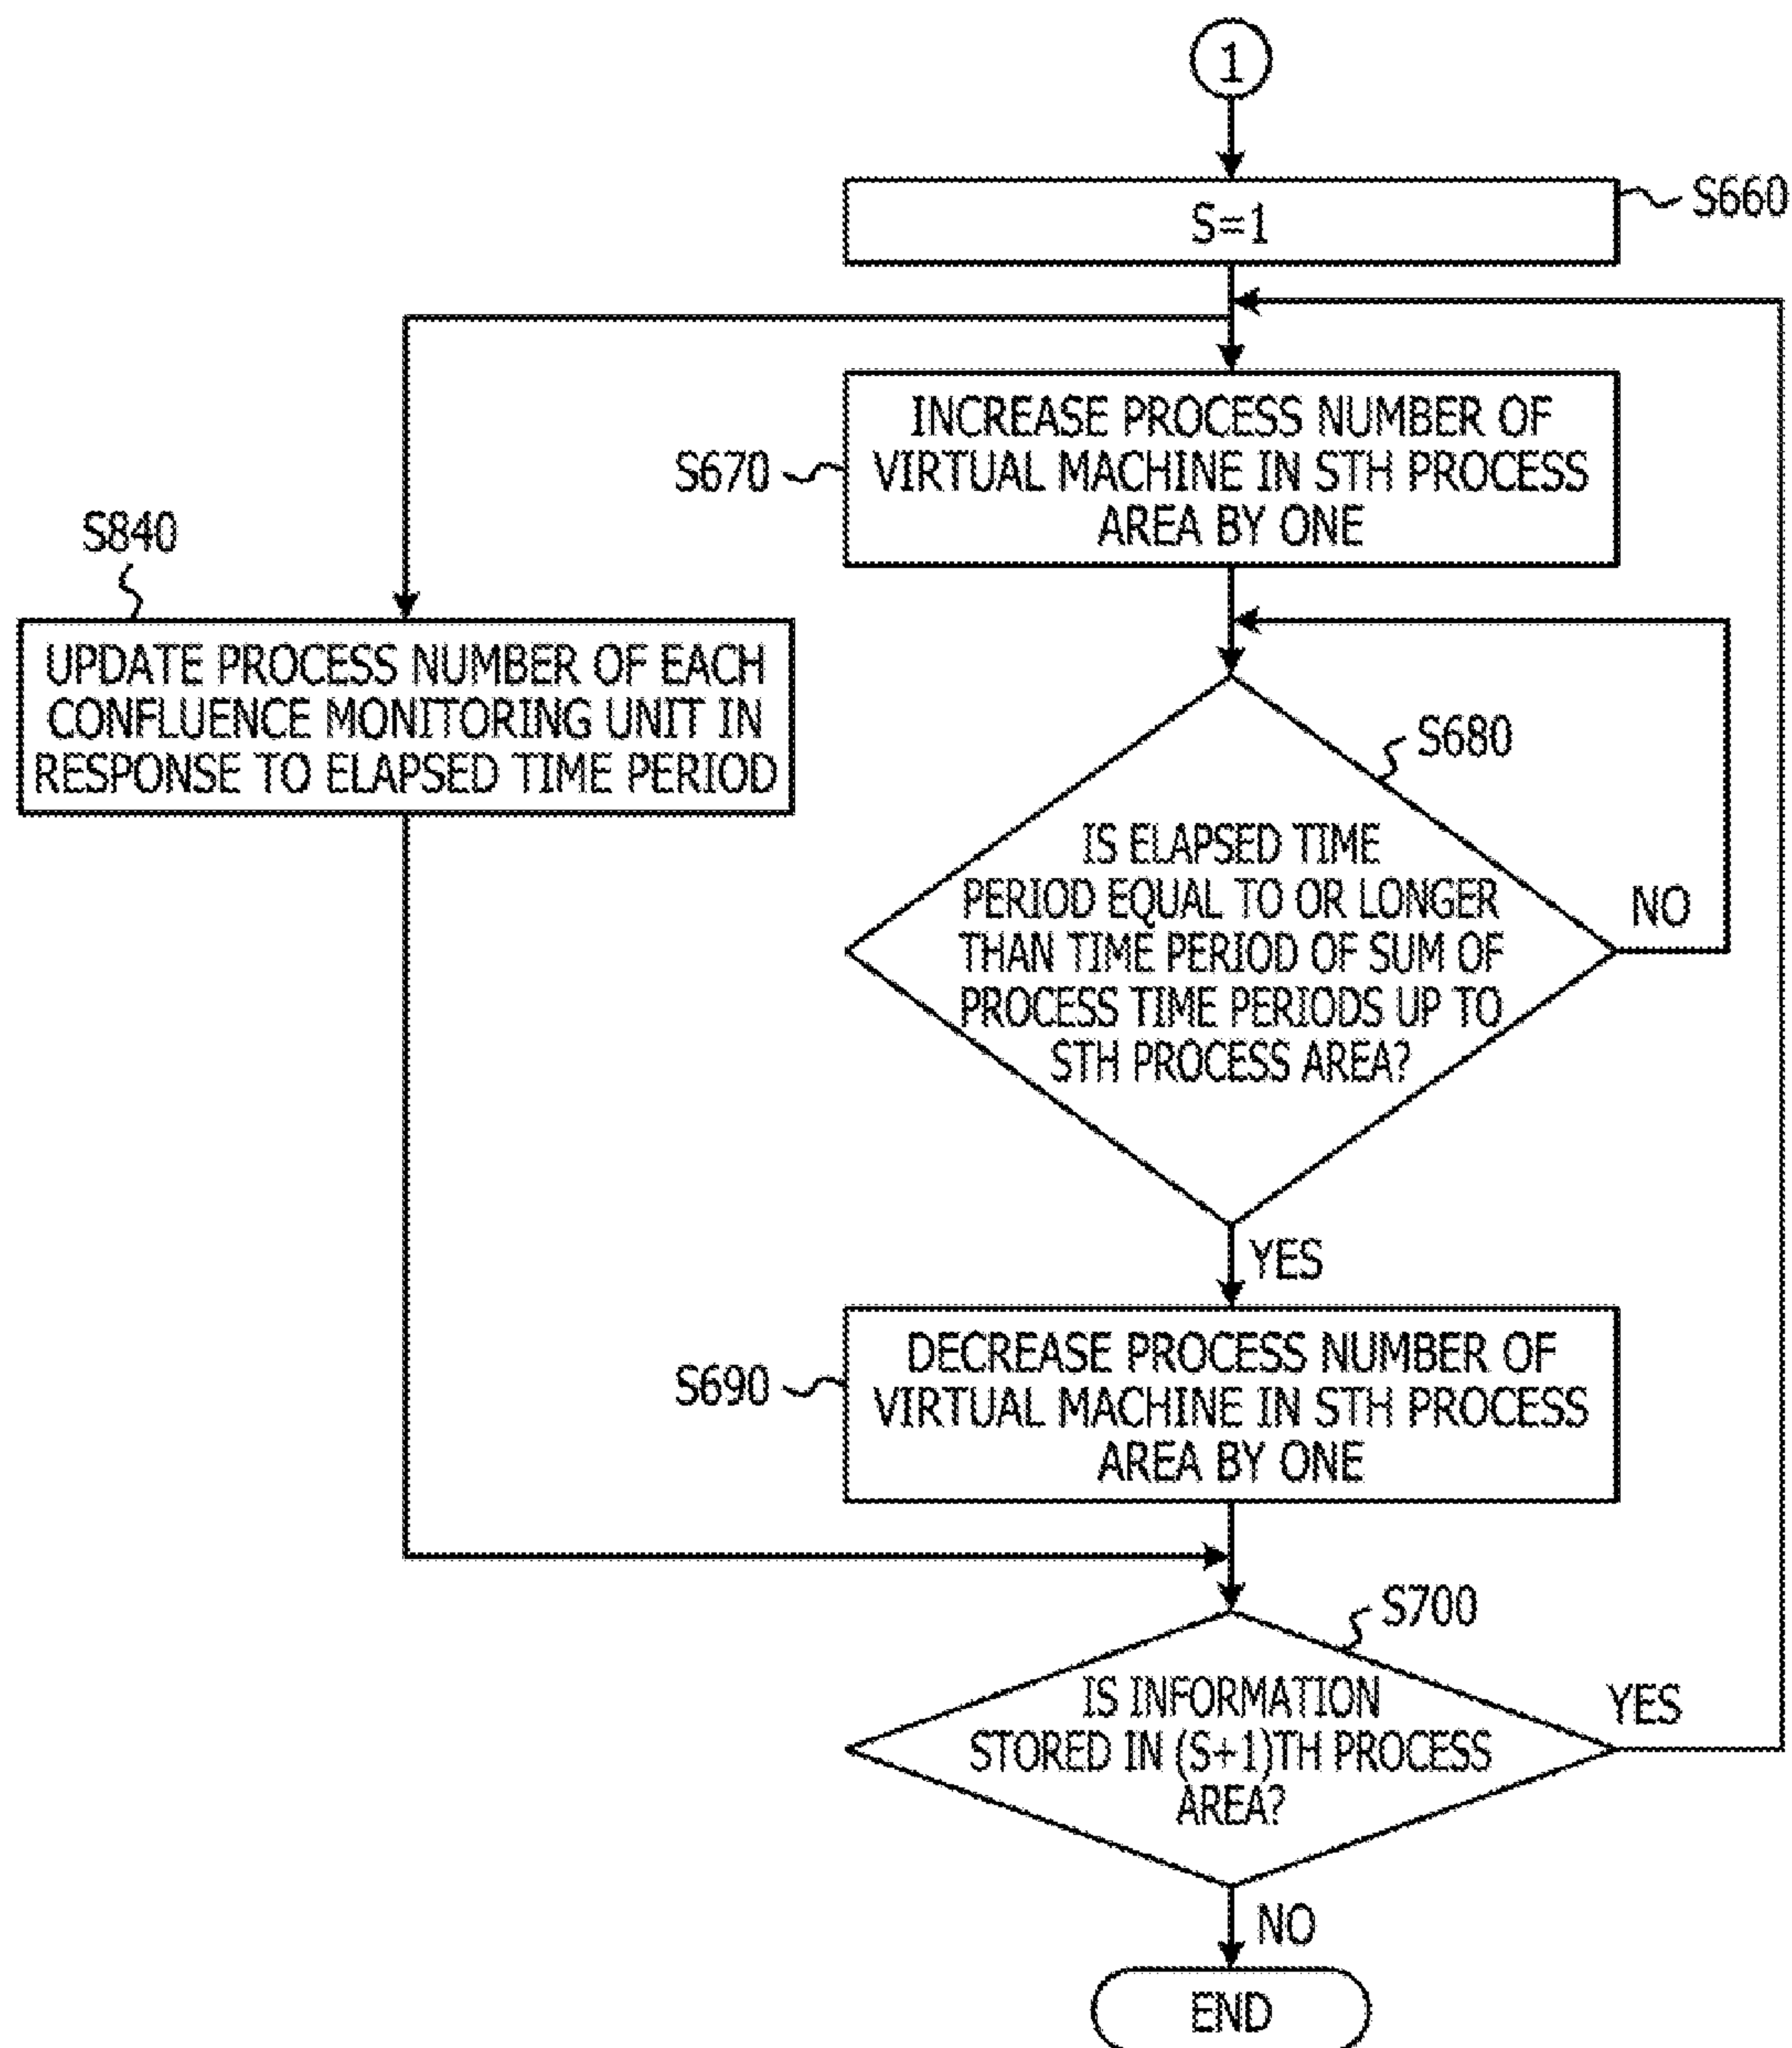 1
S=1
S660
INCREASE PROCESS NUMBER OF
VIRTUAL MACHINE IN STH PROCESS
AREA BY ONE
S670
S840
UPDATE PROCESS NUMBER OF EACH
CONFLUENCE MONITORING UNIT IN
RESPONSE TO ELAPSED TIME PERIOD
S680
IS ELAPSED TIME
PERIOD EQUAL TO OR LONGER
THAN TIME PERIOD OF SUM OF
PROCESS TIME PERIODS UP TO
STH PROCESS AREA?
NO
YES
DECREASE PROCESS NUMBER OF
VIRTUAL MACHINE IN STH PROCESS
AREA BY ONE
S690
S700
IS INFORMATION
STORED IN (S+1)TH PROCESS
AREA?
YES
NO
END